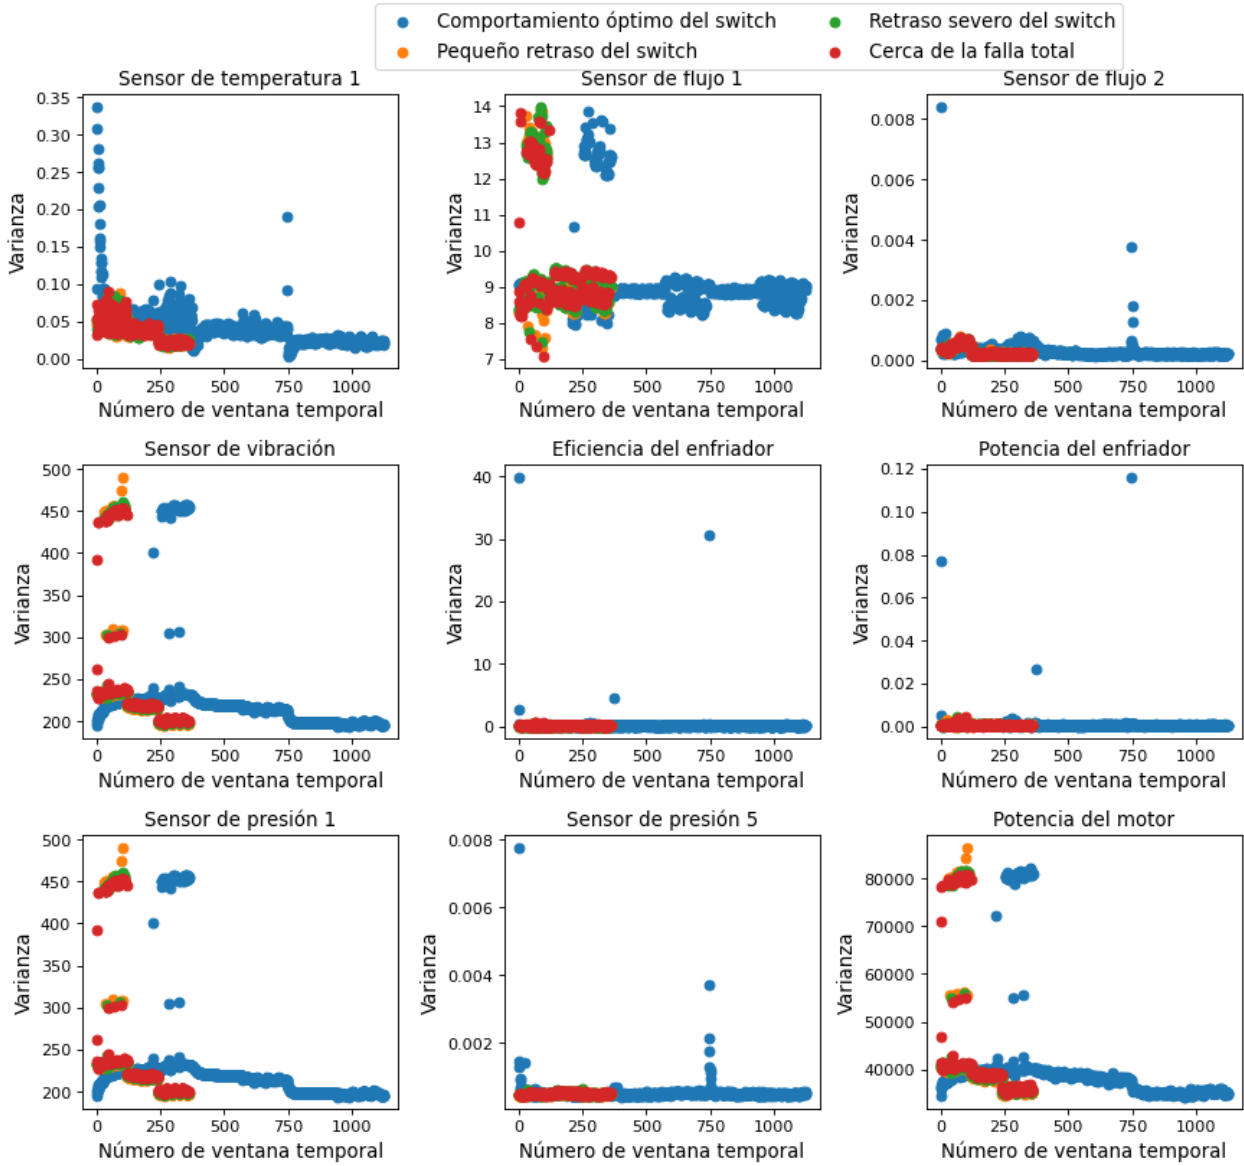 Comportamiento óptimo del switch
Retraso severo del switch
Pequeño retraso del switch
Cerca de la falla total
Sensor de temperatura 1
Sensor de flujo 1
Sensor de flujo 2
Varianza
0.35
0.30
0.25
0.20
0.15
0.10
0.05
0.00
0 250 500 750 1000
Número de ventana temporal
Varianza
14
13
12
11
10
9
8
7
0 250 500 750 1000
Número de ventana temporal
Varianza
0.008
0.006
0.004
0.002
0.000
0 250 500 750 1000
Número de ventana temporal
Sensor de vibración
Eficiencia del enfriador
Potencia del enfriador
Varianza
500
450
400
350
300
250
200
0 250 500 750 1000
Número de ventana temporal
Varianza
40
30
20
10
0
0 250 500 750 1000
Número de ventana temporal
Varianza
0.12
0.10
0.08
0.06
0.04
0.02
0.00
0 250 500 750 1000
Número de ventana temporal
Sensor de presión 1
Sensor de presión 5
Potencia del motor
Varianza
500
450
400
350
300
250
200
0 250 500 750 1000
Número de ventana temporal
Varianza
0.008
0.006
0.004
0.002
0 250 500 750 1000
Número de ventana temporal
Varianza
80000
70000
60000
50000
40000
0 250 500 750 1000
Número de ventana temporal